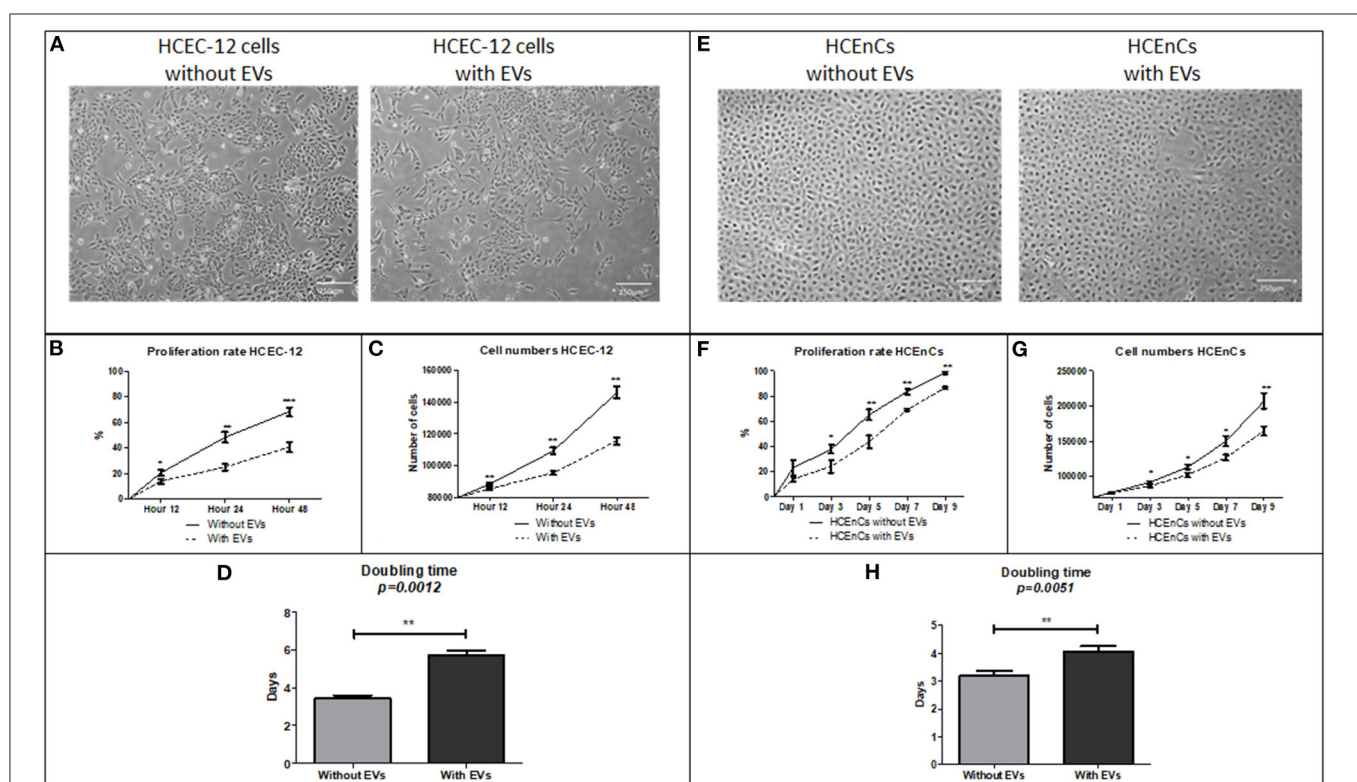 A
HCEC-12 cells
without EVs
HCEC-12 cells
with EVs
250µm
250µm
E
HCEnCs
without EVs
HCEnCs
with EVs
250µm
B
Proliferation rate HCEC-12
100
80
60
40
20
0
%
*
**
***
Hour 12
Hour 24
Hour 48
Without EVs
With EVs
C
Cell numbers HCEC-12
160000
140000
120000
100000
80000
Number of cells
**
**
**
Hour 12
Hour 24
Hour 48
Without EVs
With EVs
F
Proliferation rate HCEnCs
100
80
60
40
20
0
%
*
**
**
**
Day 1
Day 3
Day 5
Day 7
Day 9
HCEnCs without EVs
HCEnCs with EVs
G
Cell numbers HCEnCs
250000
200000
150000
100000
Number of cells
*
*
*
**
Day 1
Day 3
Day 5
Day 7
Day 9
HCEnCs without EVs
HCEnCs with EVs
D
Doubling time
p=0.0012
8
6
4
2
0
Days
**
Without EVs
With EVs
H
Doubling time
p=0.0051
5
4
3
2
1
0
Days
**
Without EVs
With EVs